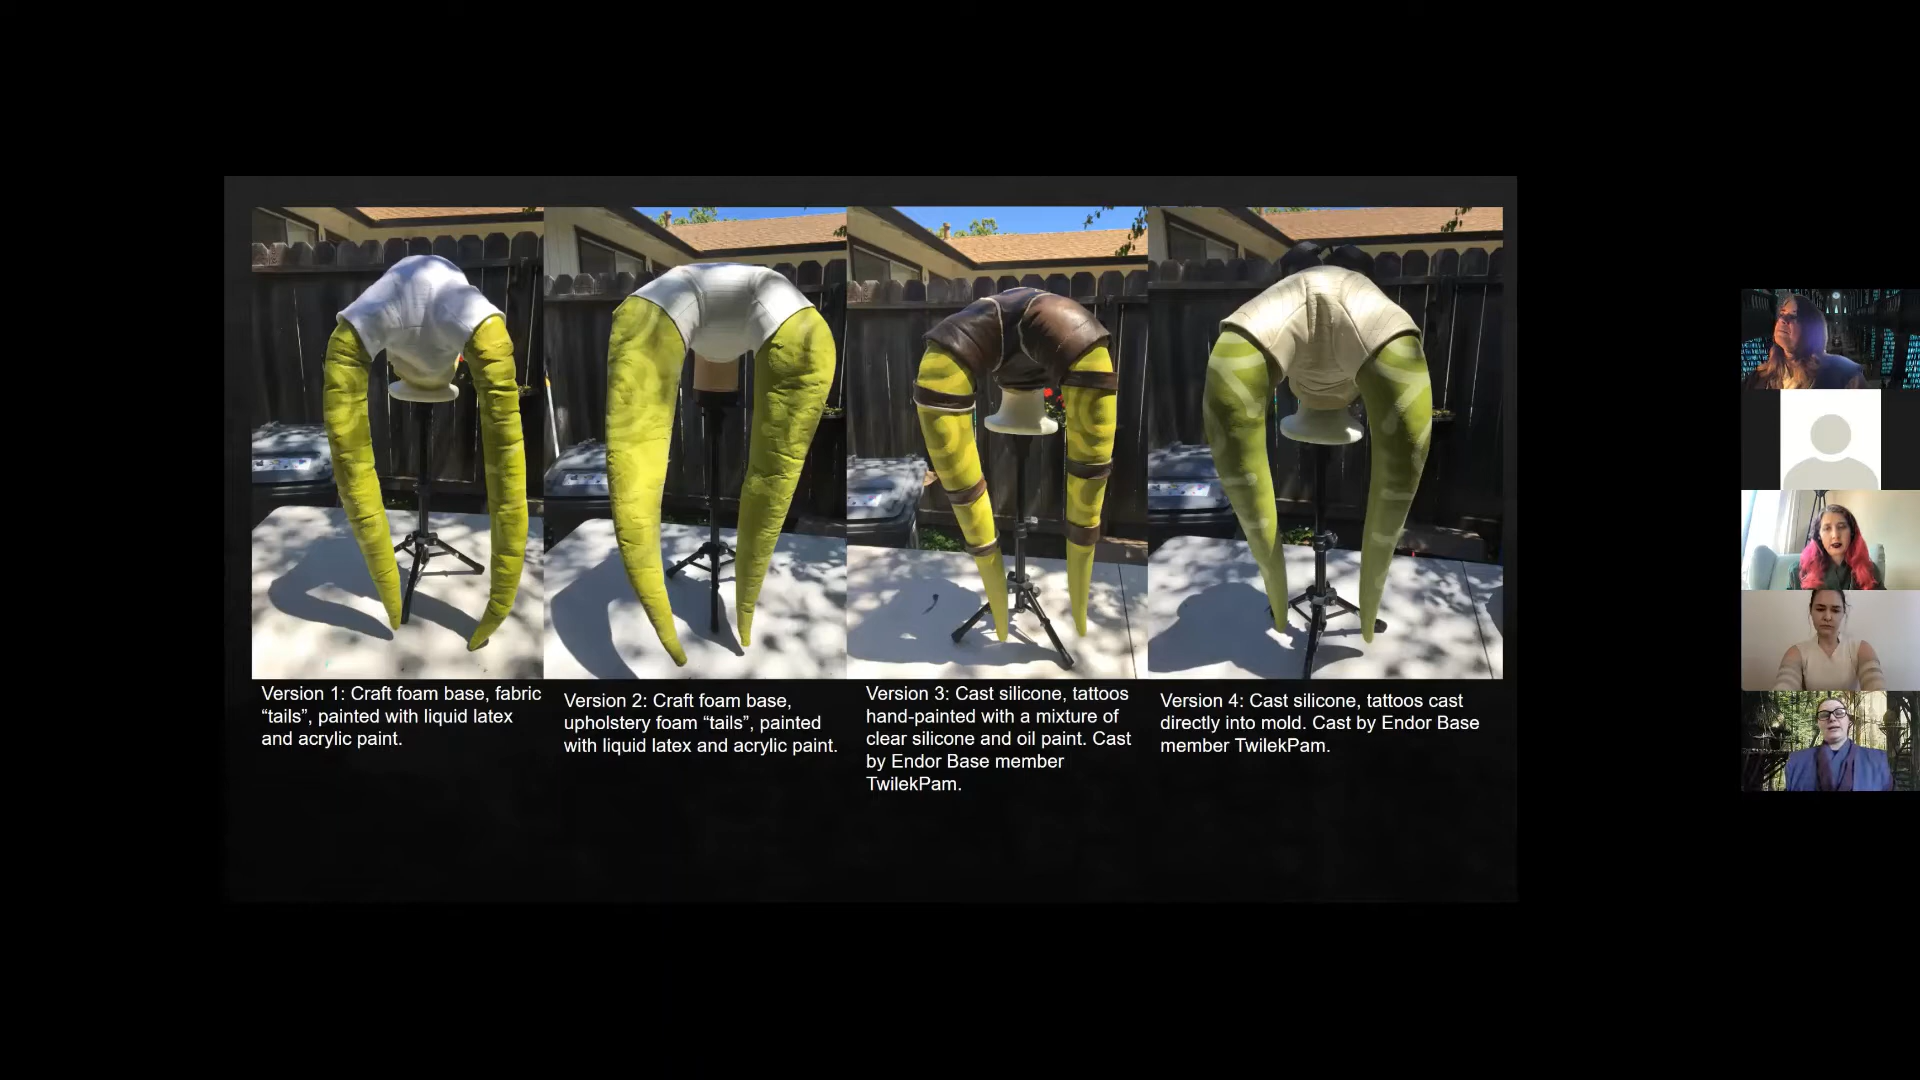 Version 1: Craft foam base, fabric
“tails”, painted with liquid latex
and acrylic paint.
Version 2: Craft foam base,
upholstery foam “tails”, painted
with liquid latex and acrylic paint.
Version 3: Cast silicone, tattoos
hand-painted with a mixture of
clear silicone and oil paint. Cast
by Endor Base member
TwilekPam.
Version 4: Cast silicone, tattoos cast
directly into mold. Cast by Endor Base
member TwilekPam.